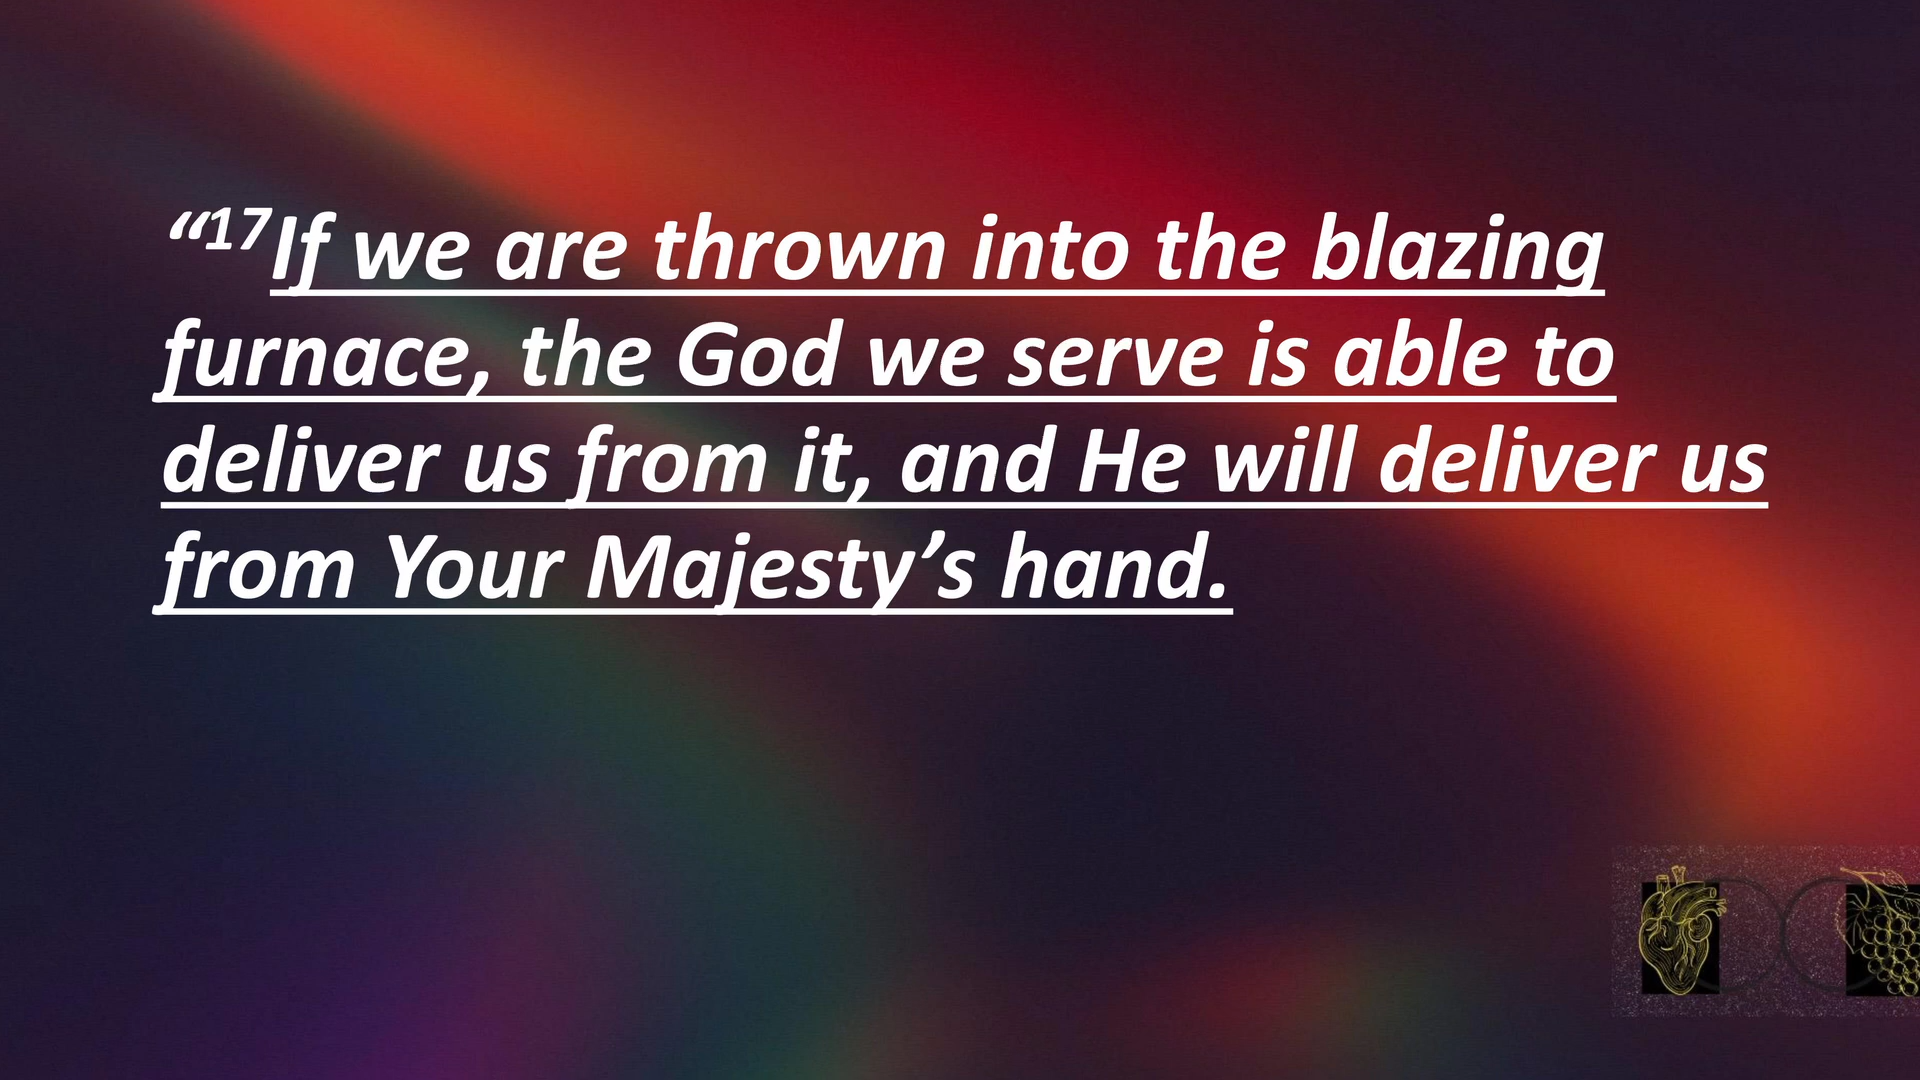 “17If we are thrown into the blazing
furnace, the God we serve is able to
deliver us from it, and He will deliver us
from Your Majesty’s hand.